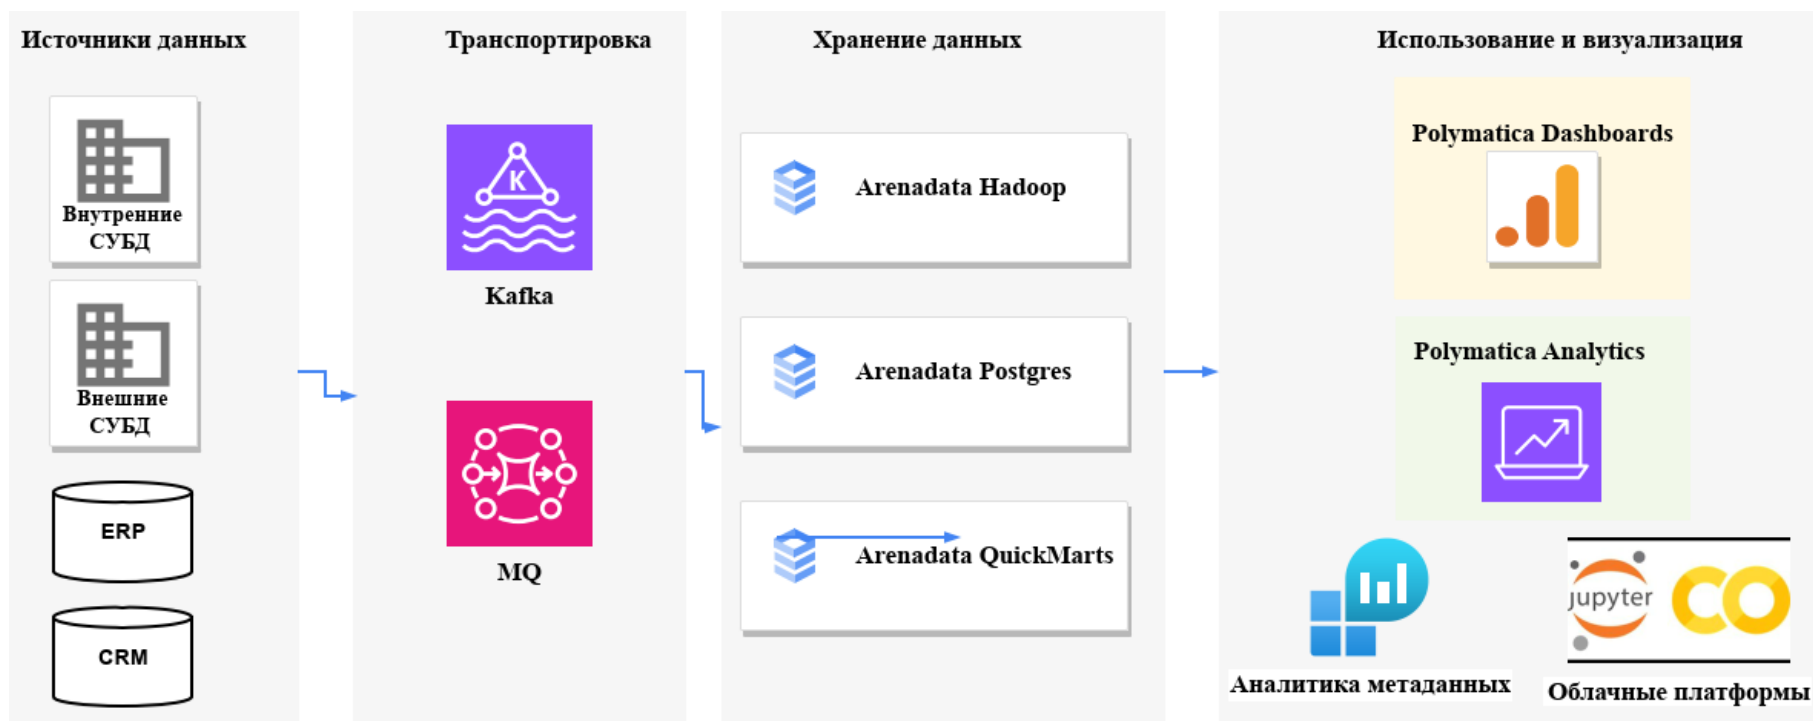 Источники данных
Внутренние
СУБД
Внешние
СУБД
ERP
CRM
Транспортировка
K
Kafka
MQ
Хранение данных
Arenadata Hadoop
Arenadata Postgres
Arenadata QuickMarts
Использование и визуализация
Polymatica Dashboards
Polymatica Analytics
Аналитика метаданных
jupyter
CO
Облачные платформы